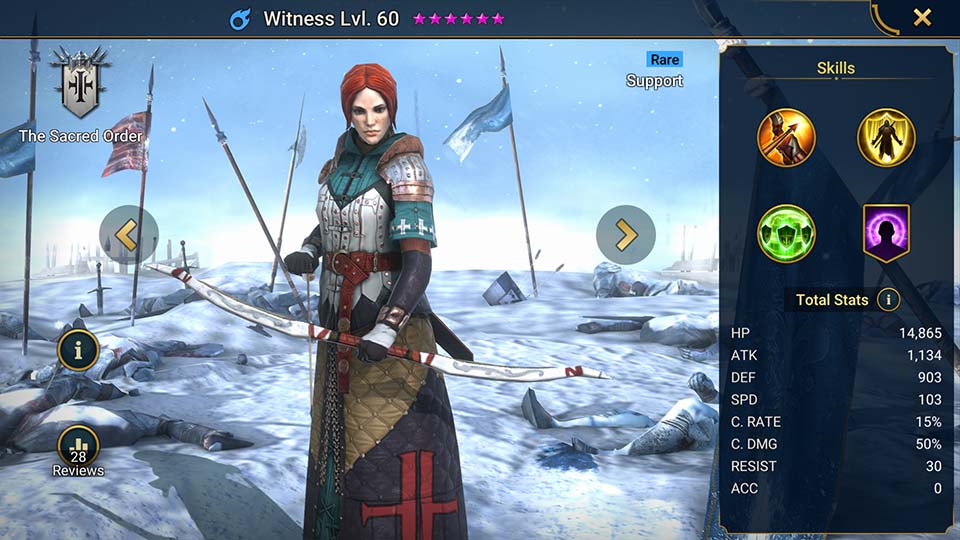 Witness Lvl. 60
The Sacred Order
Rare
Support
28
Reviews
Skills
Total Stats i
HP 14,865
ATK 1,134
DEF 903
SPD 103
C. RATE 15%
C. DMG 50%
RESIST 30
ACC 0